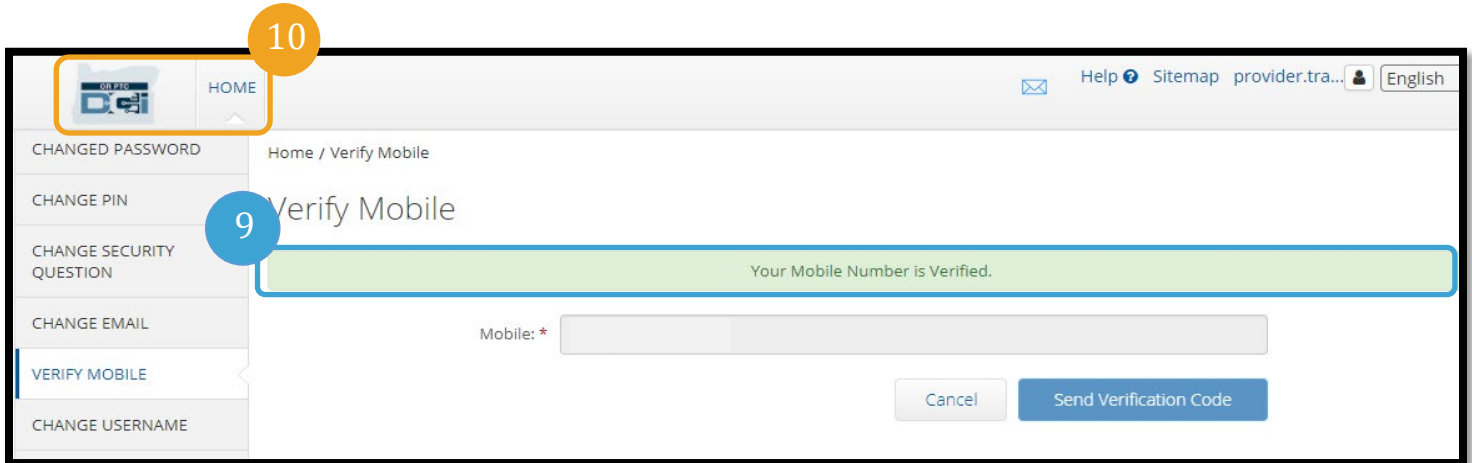 10
OR PTC
DCi
HOME
Help ? Sitemap provider.tra... English
CHANGED PASSWORD
CHANGE PIN
CHANGE SECURITY
QUESTION
CHANGE EMAIL
VERIFY MOBILE
CHANGE USERNAME
Home / Verify Mobile
Verify Mobile
9
Your Mobile Number is Verified.
Mobile: *
Cancel
Send Verification Code